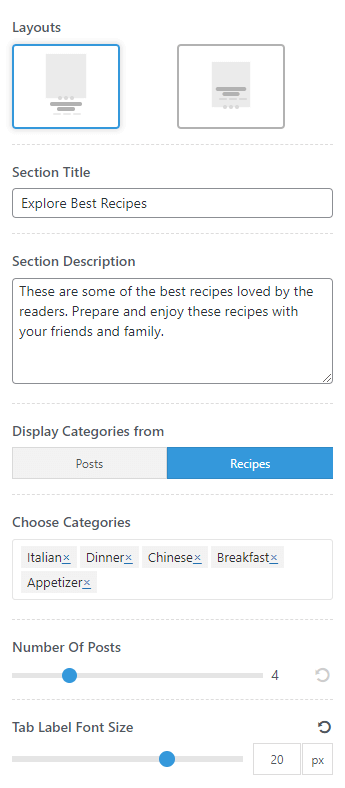 Layouts
Section Title
Explore Best Recipes
Section Description
These are some of the best recipes loved by the
readers. Prepare and enjoy these recipes with
your friends and family.
Display Categories from
Posts Recipes
Choose Categories
Italian× Dinner× Chinese× Breakfast×
Appetizer×
Number Of Posts
4
Tab Label Font Size
20 px